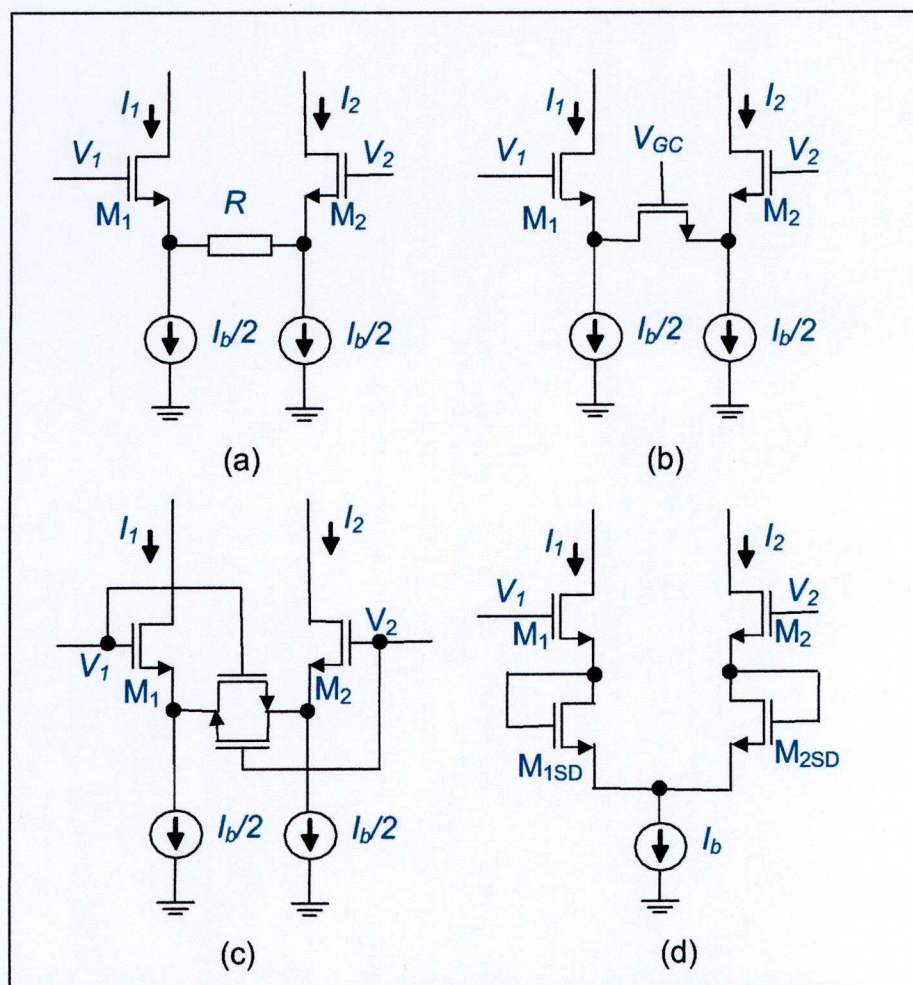 I1 I2 I1 I2
V1 V2 V1 VGC V2
M1 R M2 M1 M2
Ib/2 Ib/2 Ib/2 Ib/2
(a) (b)
I1 I2 I1 I2
V1 V2 V1 V2
M1 M2 M1 M2
M1SD M2SD
Ib/2 Ib/2 Ib
(c) (d)